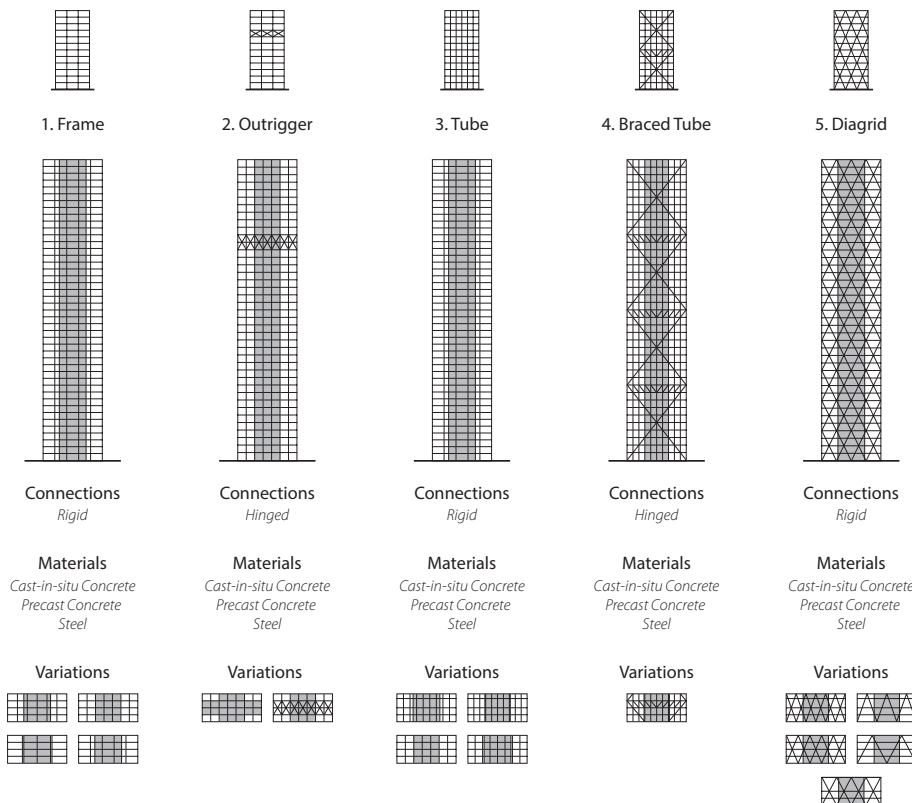 1. Frame
2. Outrigger
3. Tube
4. Braced Tube
5. Diagrid
Connections
Rigid
Connections
Hinged
Connections
Rigid
Connections
Hinged
Connections
Rigid
Materials
Cast-in-situ Concrete
Precast Concrete
Steel
Materials
Cast-in-situ Concrete
Precast Concrete
Steel
Materials
Cast-in-situ Concrete
Precast Concrete
Steel
Materials
Cast-in-situ Concrete
Precast Concrete
Steel
Materials
Cast-in-situ Concrete
Precast Concrete
Steel
Variations
Variations
Variations
Variations
Variations